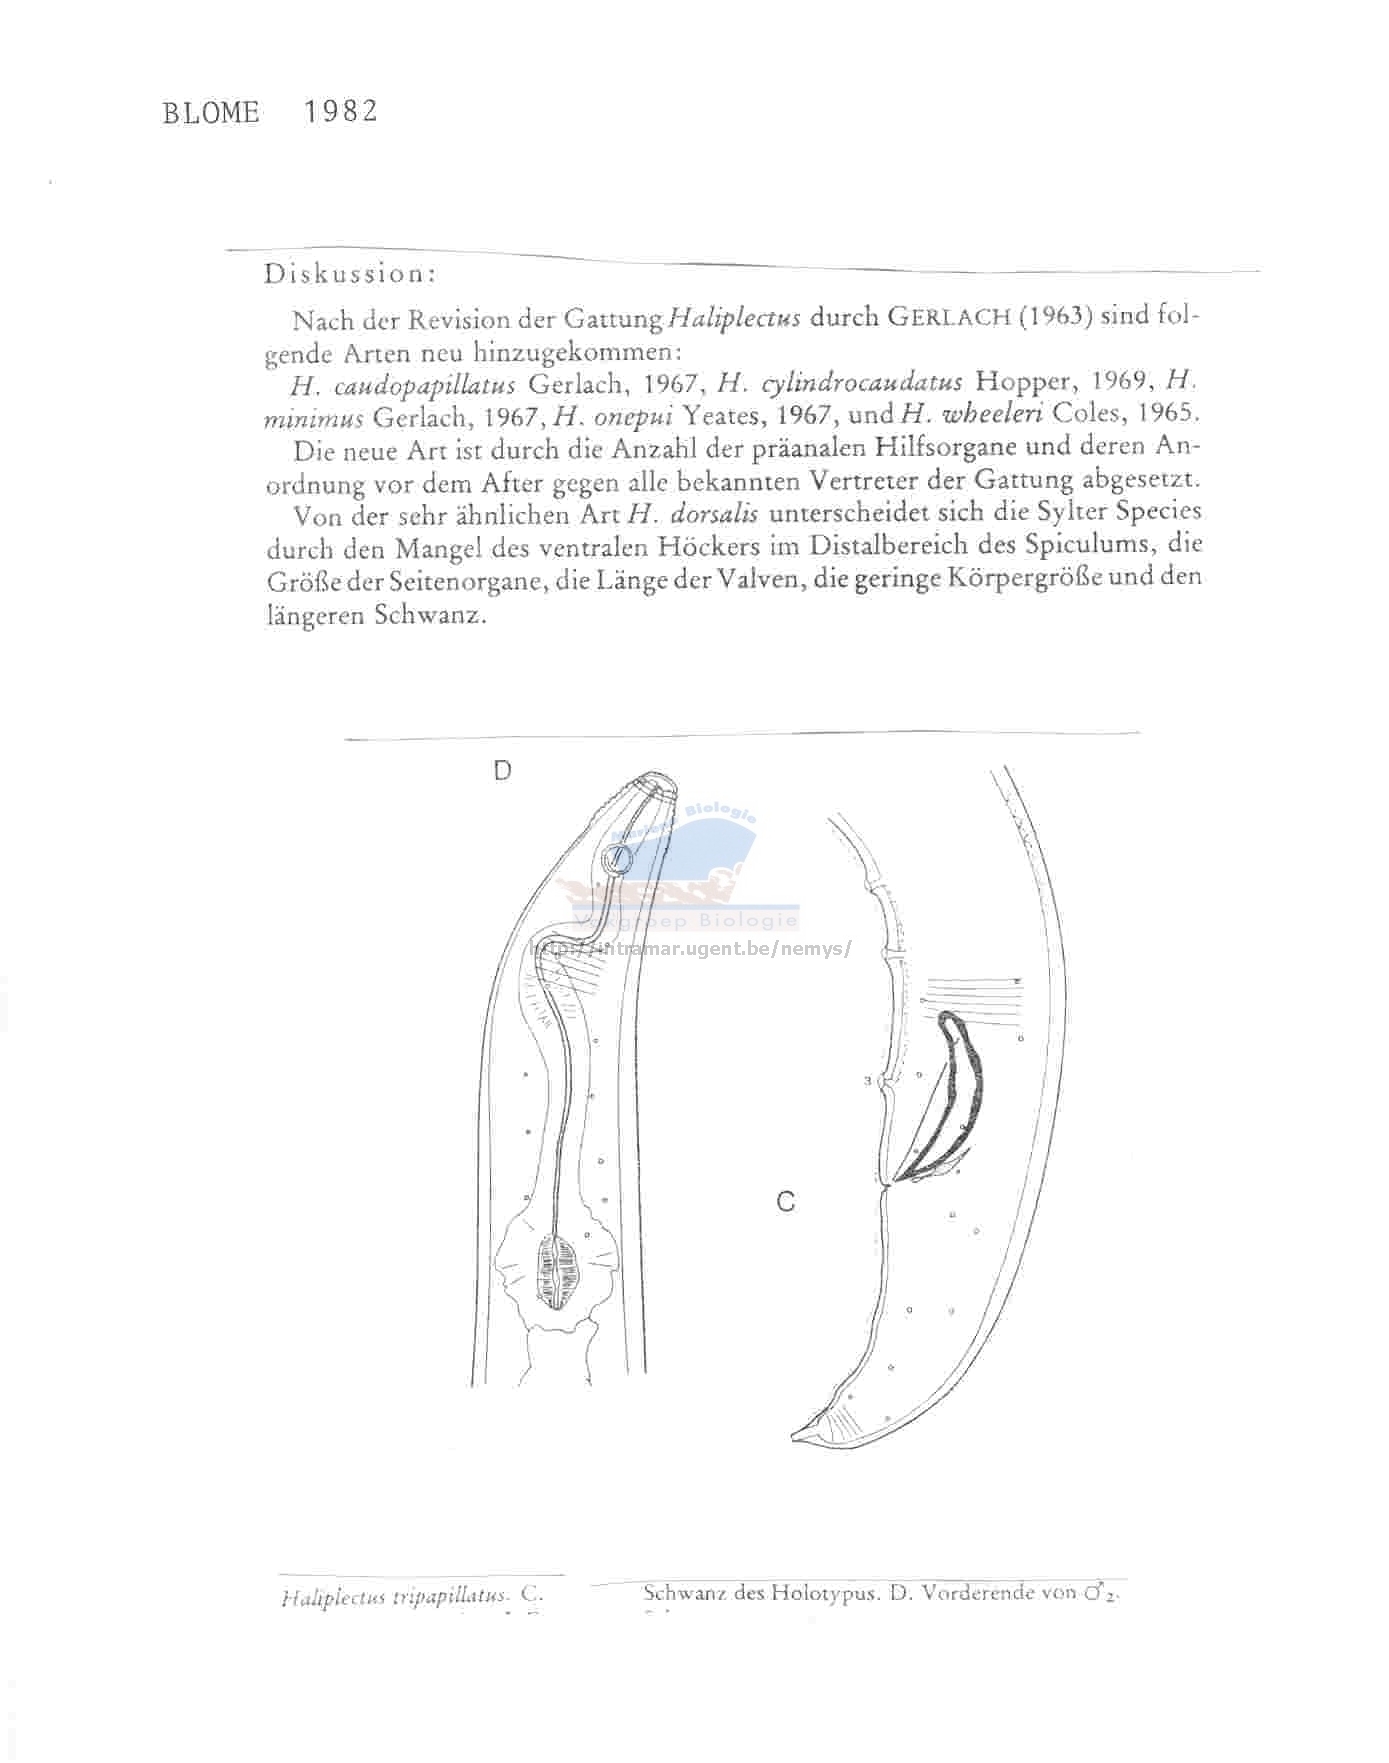 BLOME 1982
Diskussion:
Nach der Revision der Gattung Haliplectus durch GERLACH (1963) sind fol-
gende Arten neu hinzugekommen:
H. caudopapillatus Gerlach, 1967, H. cylindrocaudatus Hopper, 1969, H.
minimus Gerlach, 1967, H. onepui Yeates, 1967, und H. wheeleri Coles, 1965.
Die neue Art ist durch die Anzahl der präanalen Hilfsorgane und deren An-
ordnung vor dem After gegen alle bekannten Vertreter der Gattung abgesetzt.
Von der sehr ähnlichen Art H. dorsalis unterscheidet sich die Sylter Species
durch den Mangel des ventralen Höckers im Distalbereich des Spiculums, die
Größe der Seitenorgane, die Länge der Valven, die geringe Körpergröße und den
längeren Schwanz.
D
Mariene Biologie
Vakgroep Biologie
http://intramar.ugent.be/nemys/
3
C
Haliplectus tripapillatus. C. Schwanz des Holotypus. D. Vorderende von ♂2.